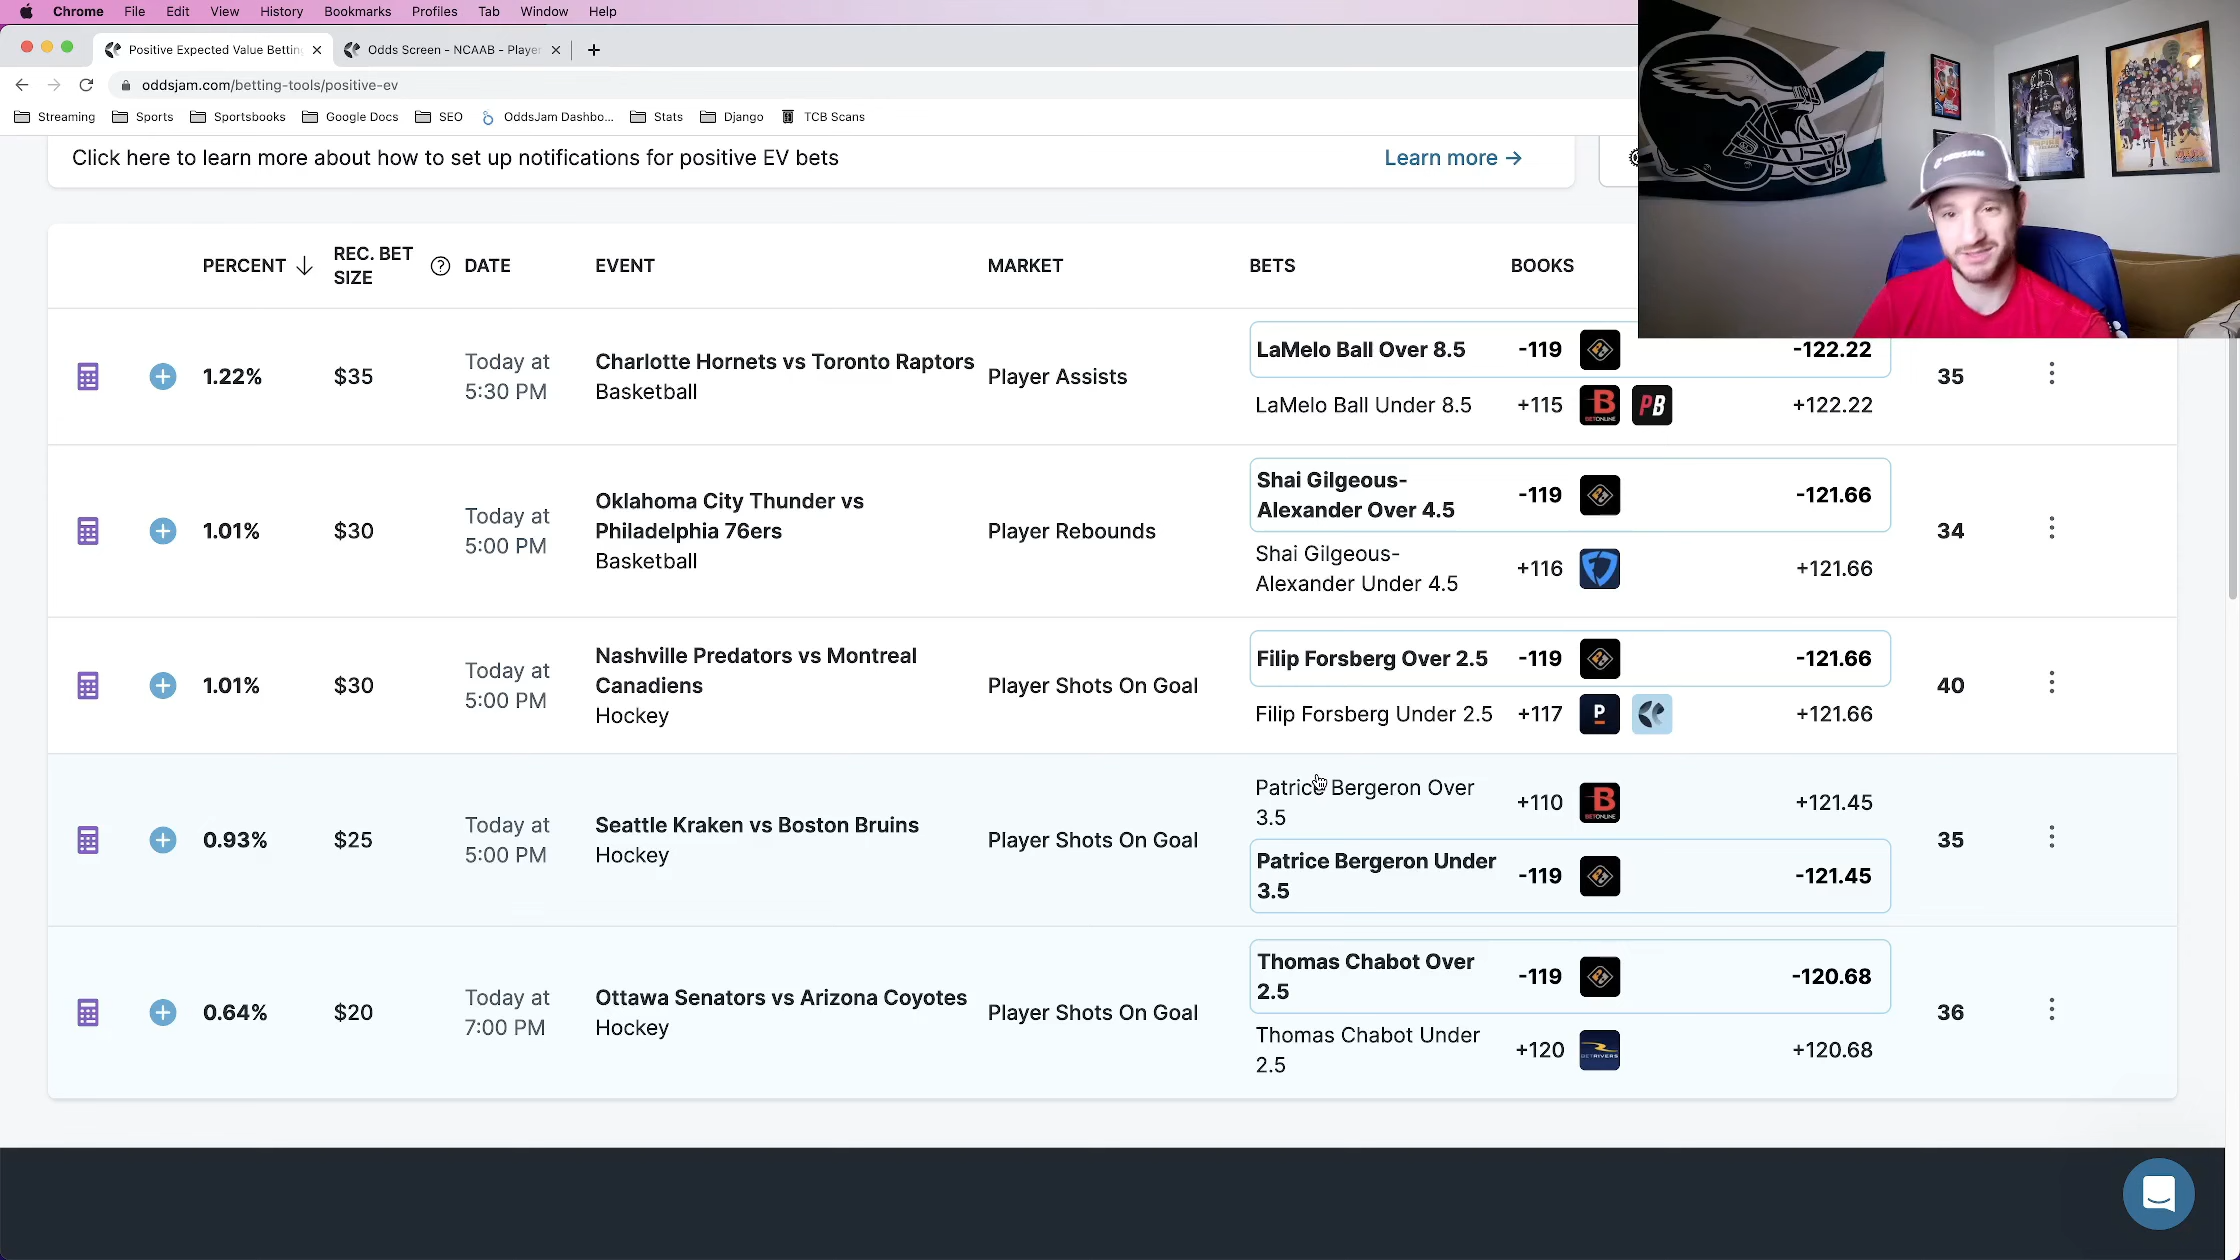 Chrome File Edit View History Bookmarks Profiles Tab Window Help
Positive Expected Value Bettin
Odds Screen - NCAAB - Player
oddsjam.com/betting-tools/positive-ev
Streaming Sports Sportsbooks Google Docs SEO OddsJam Dashbo... Stats Django TCB Scans
Click here to learn more about how to set up notifications for positive EV bets
Learn more →
PERCENT ↓ REC. BET SIZE ? DATE EVENT MARKET BETS BOOKS
1.22% $35
Today at
5:30 PM
Charlotte Hornets vs Toronto Raptors
Basketball
Player Assists
LaMelo Ball Over 8.5 -119 -122.22
LaMelo Ball Under 8.5 +115 B BETONLINE PB +122.22
35
1.01% $30
Today at
5:00 PM
Oklahoma City Thunder vs
Philadelphia 76ers
Basketball
Player Rebounds
Shai Gilgeous-
Alexander Over 4.5 -119 -121.66
Shai Gilgeous-
Alexander Under 4.5 +116 +121.66
34
1.01% $30
Today at
5:00 PM
Nashville Predators vs Montreal
Canadiens
Hockey
Player Shots On Goal
Filip Forsberg Over 2.5 -119 -121.66
Filip Forsberg Under 2.5 +117 P +121.66
40
0.93% $25
Today at
5:00 PM
Seattle Kraken vs Boston Bruins
Hockey
Player Shots On Goal
Patrice Bergeron Over
3.5 +110 B BETONLINE +121.45
Patrice Bergeron Under
3.5 -119 -121.45
35
0.64% $20
Today at
7:00 PM
Ottawa Senators vs Arizona Coyotes
Hockey
Player Shots On Goal
Thomas Chabot Over
2.5 -119 -120.68
Thomas Chabot Under
2.5 +120 BETRIVERS +120.68
36